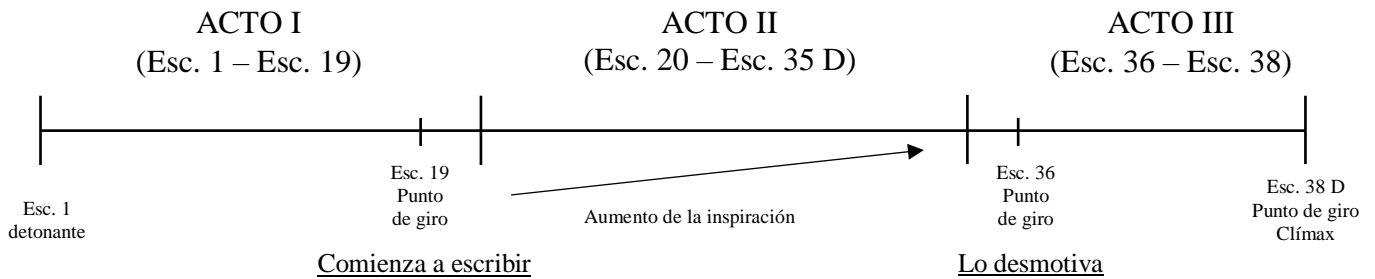 ACTO I
(Esc. 1 – Esc. 19)
ACTO II
(Esc. 20 – Esc. 35 D)
ACTO III
(Esc. 36 – Esc. 38)
Esc. 1
detonante
Esc. 19
Punto
de giro
Comienza a escribir
Aumento de la inspiración
Esc. 36
Punto
de giro
Lo desmotiva
Esc. 38 D
Punto de giro
Clímax